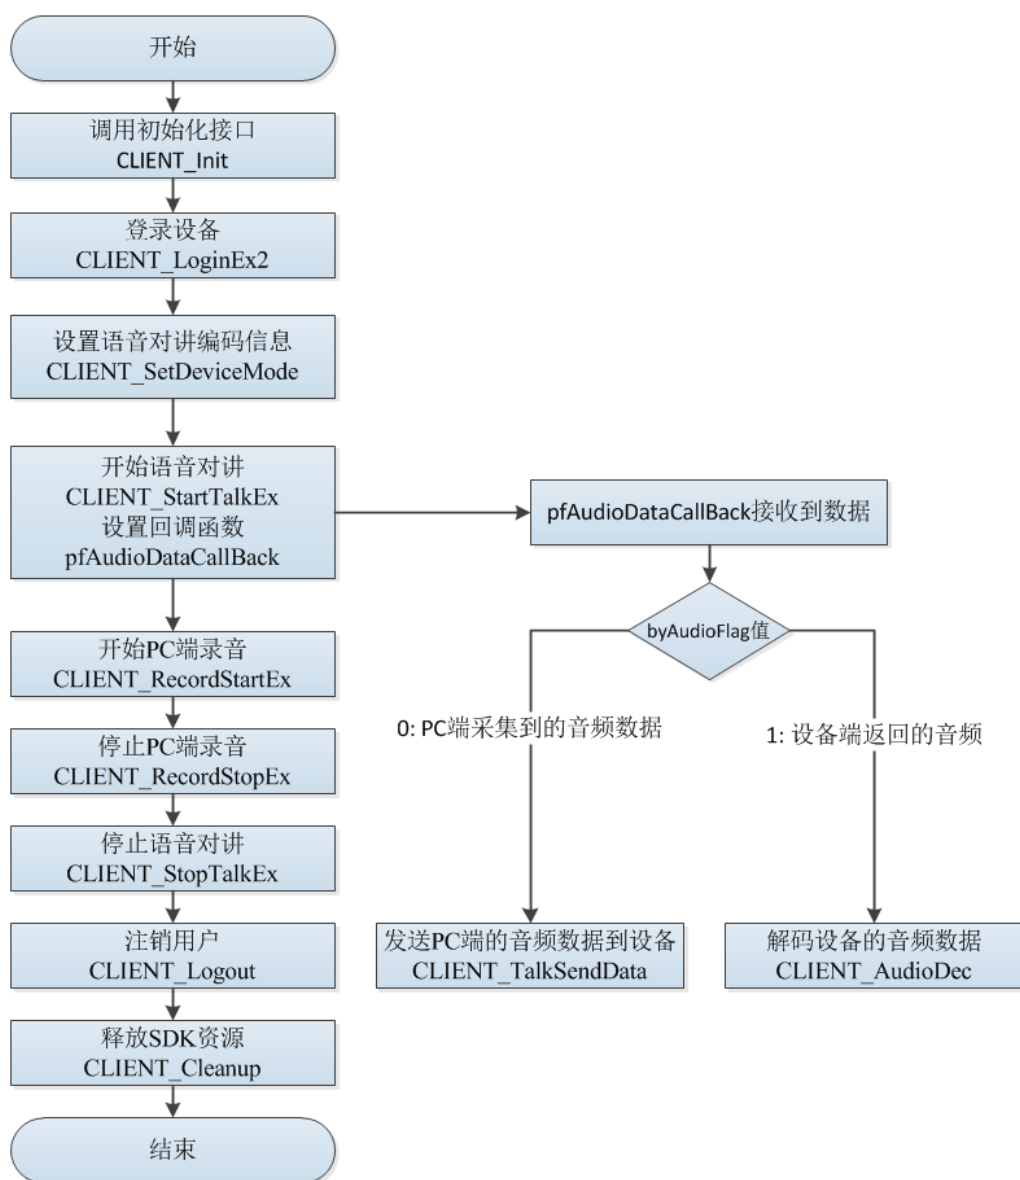 开始
调用初始化接口
CLIENT_Init
登录设备
CLIENT_LoginEx2
设置语音对讲编码信息
CLIENT_SetDeviceMode
开始语音对讲
CLIENT_StartTalkEx
设置回调函数
pfAudioDataCallBack
pfAudioDataCallBack接收到数据
byAudioFlag值
开始PC端录音
CLIENT_RecordStartEx
0: PC端采集到的音频数据
1: 设备端返回的音频
停止PC端录音
CLIENT_RecordStopEx
停止语音对讲
CLIENT_StopTalkEx
注销用户
CLIENT_Logout
发送PC端的音频数据到设备
CLIENT_TalkSendData
解码设备的音频数据
CLIENT_AudioDec
释放SDK资源
CLIENT_Cleanup
结束